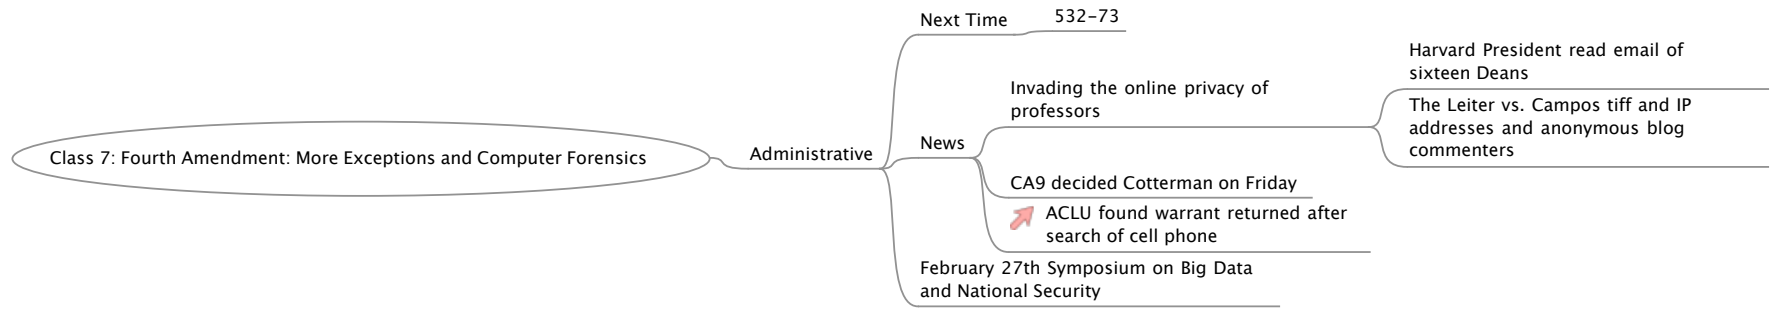 Class 7: Fourth Amendment: More Exceptions and Computer Forensics
Administrative
Next Time
532-73
News
Invading the online privacy of
professors
Harvard President read email of
sixteen Deans
The Leiter vs. Campos tiff and IP
addresses and anonymous blog
commenters
CA9 decided Cotterman on Friday
ACLU found warrant returned after
search of cell phone
February 27th Symposium on Big Data
and National Security